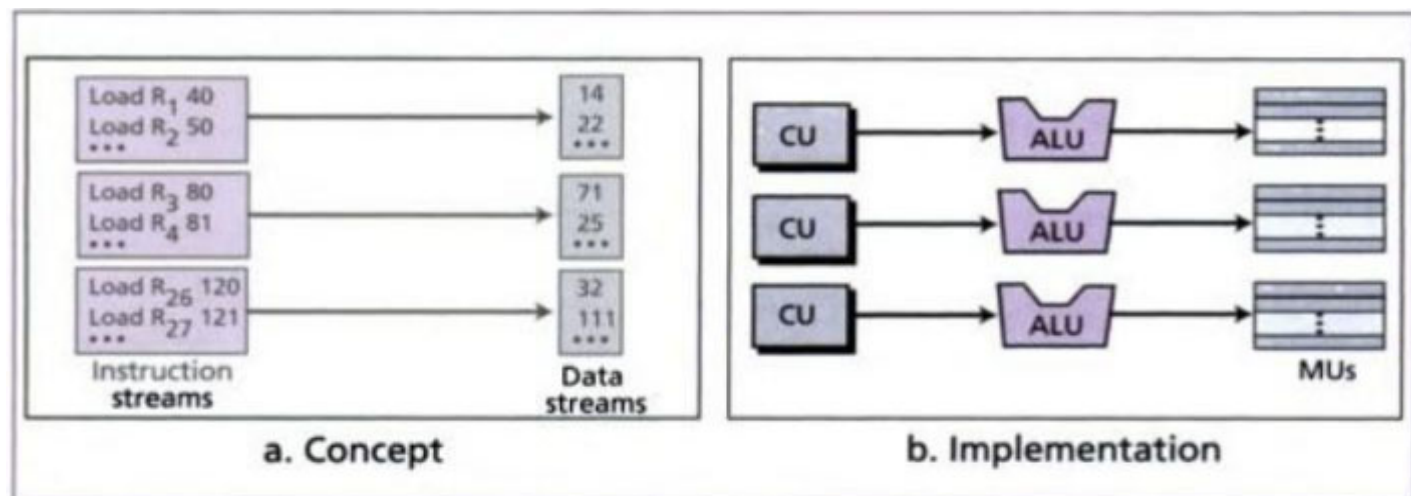 Load R1 40
Load R2 50
•••
Load R3 80
Load R4 81
•••
Load R26 120
Load R27 121
•••
Instruction
streams
14
22
•••
71
25
•••
32
111
•••
Data
streams
a. Concept
CU
ALU
CU
ALU
CU
ALU
MUs
b. Implementation